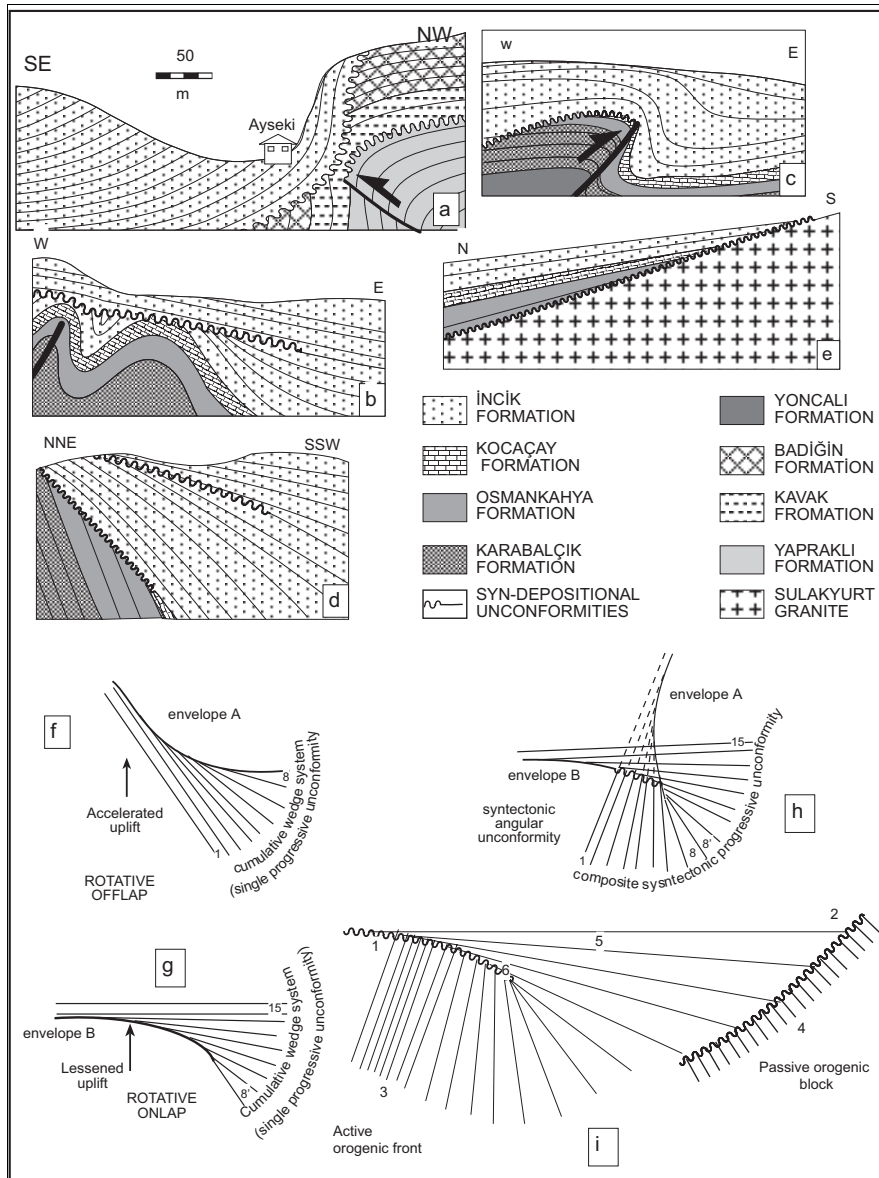 SE
50
m
NW
Ayseki
a
w
E
c
W
E
b
N
S
e
NNE
SSW
d
İNCİK
FORMATION
KOCAÇAY
FORMATION
OSMANKAHYA
FORMATION
KARABALÇIK
FORMATION
SYN-DEPOSITIONAL
UNCONFORMITIES
YONCALI
FORMATION
BADİĞİN
FORMATİON
KAVAK
FROMATION
YAPRAKLI
FORMATION
SULAKYURT
GRANITE
f
envelope A
8
Accelerated
uplift
1
ROTATIVE
OFFLAP
cumulative wedge system
(single progressive unconformity)
envelope A
15
envelope B
syntectonic
angular
unconformity
h
8
8'
1
composite sysntectonic progressive unconformity
g
15
envelope B
Lessened
uplift
8'
ROTATIVE
ONLAP
Cumulative wedge system
(single progressive unconformity)
1
2
5
6
4
3
Passive orogenic
block
Active
orogenic front
i